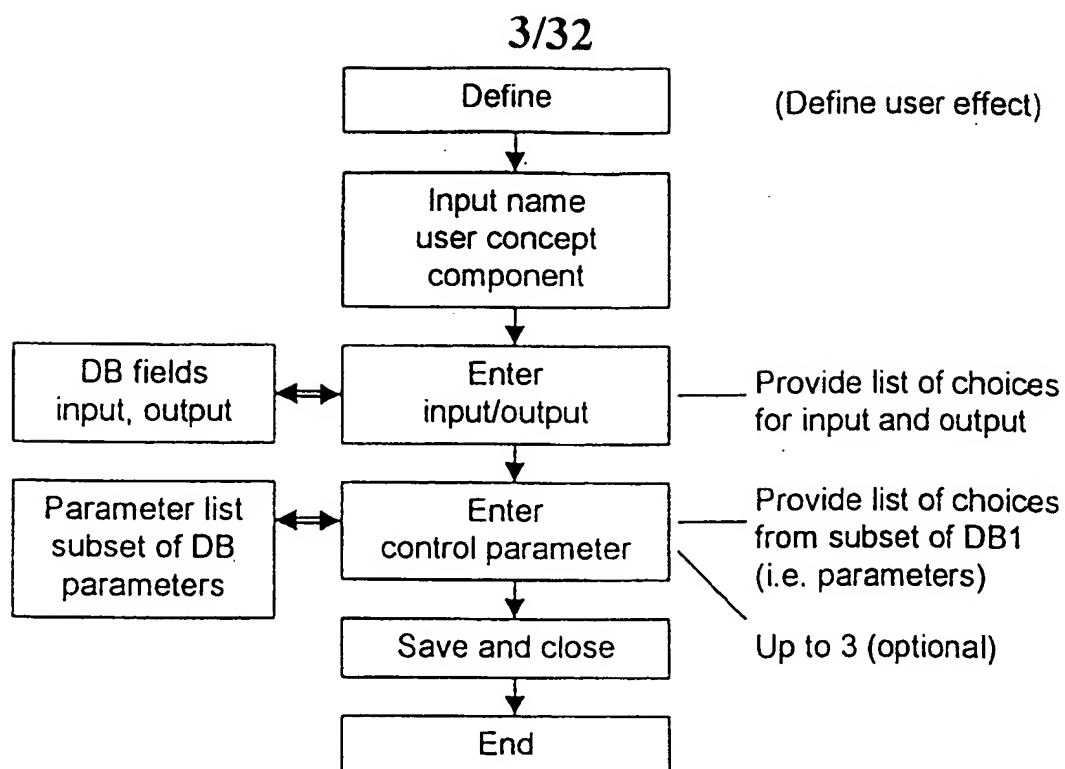 3/32
Define
(Define user effect)
Input name
user concept
component
DB fields
input, output
Enter
input/output
Provide list of choices
for input and output
Parameter list
subset of DB
parameters
Enter
control parameter
Provide list of choices
from subset of DB1
(i.e. parameters)
Save and close
Up to 3 (optional)
End